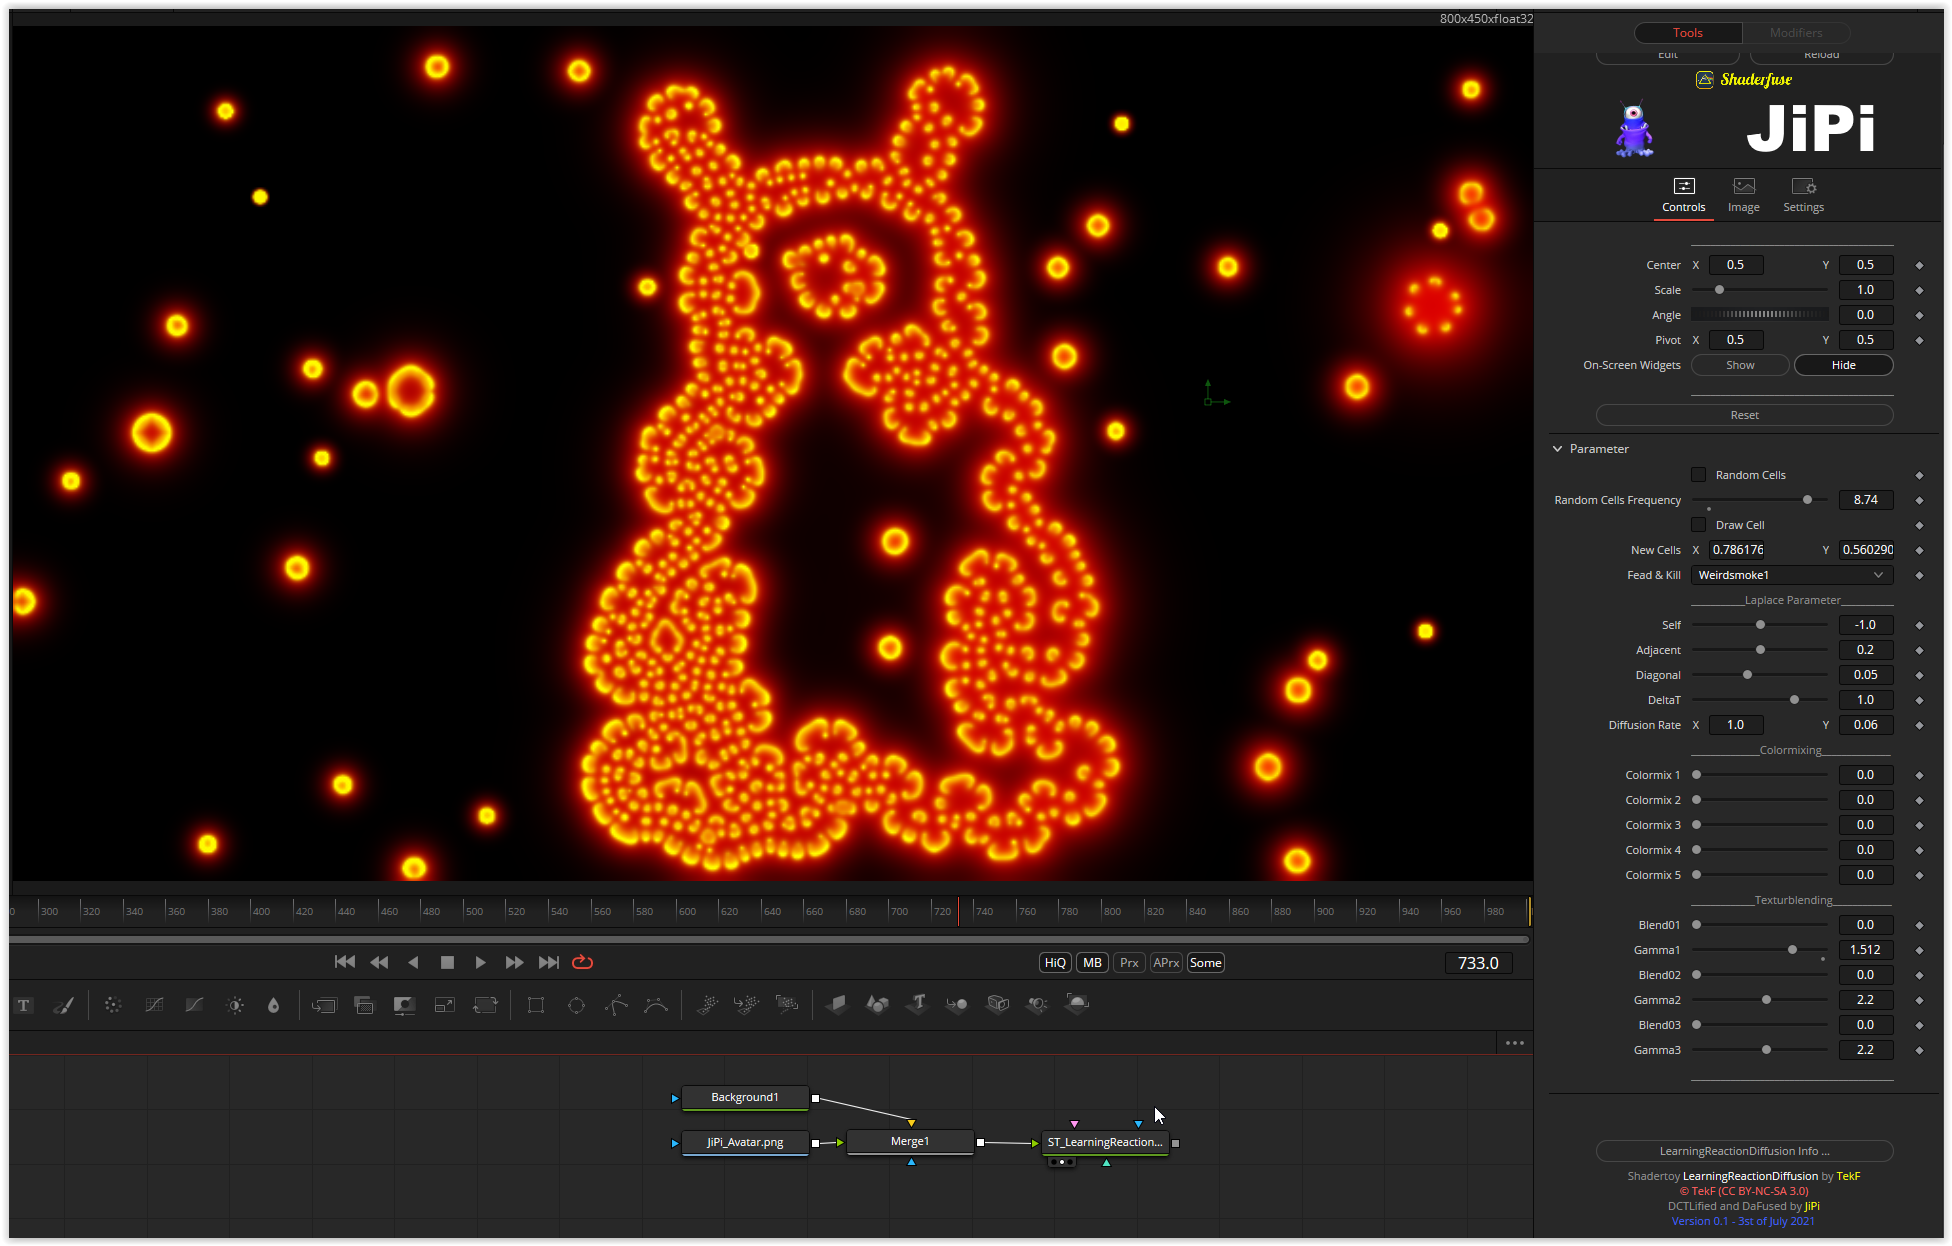 800x450xfloat32
Tools Modifiers
Edit Reload
Shaderfuse
JiPi
Controls Image Settings
Center X 0.5 Y 0.5
Scale 1.0
Angle 0.0
Pivot X 0.5 Y 0.5
On-Screen Widgets Show Hide
Reset
Parameter
Random Cells
Random Cells Frequency 8.74
Draw Cell
New Cells X 0.786176 Y 0.560290
Fead & Kill Weirdsmoke1
Laplace Parameter
Self -1.0
Adjacent 0.2
Diagonal 0.05
DeltaT 1.0
Diffusion Rate X 1.0 Y 0.06
Colormixing
Colormix 1 0.0
Colormix 2 0.0
Colormix 3 0.0
Colormix 4 0.0
Colormix 5 0.0
Texturblending
Blend01 0.0
Gamma1 1.512
Blend02 0.0
Gamma2 2.2
Blend03 0.0
Gamma3 2.2
LearningReactionDiffusion Info ...
Shadertoy LearningReactionDiffusion by TekF
© TekF (CC BY-NC-SA 3.0)
DCTLified and DaFused by JiPi
Version 0.1 - 3st of July 2021
0 300 320 340 360 380 400 420 440 460 480 500 520 540 560 580 600 620 640 660 680 700 720 740 760 780 800 820 840 860 880 900 920 940 960 980
HiQ MB Prx APrx Some 733.0
T
Background1
JiPi_Avatar.png Merge1 ST_LearningReaction...